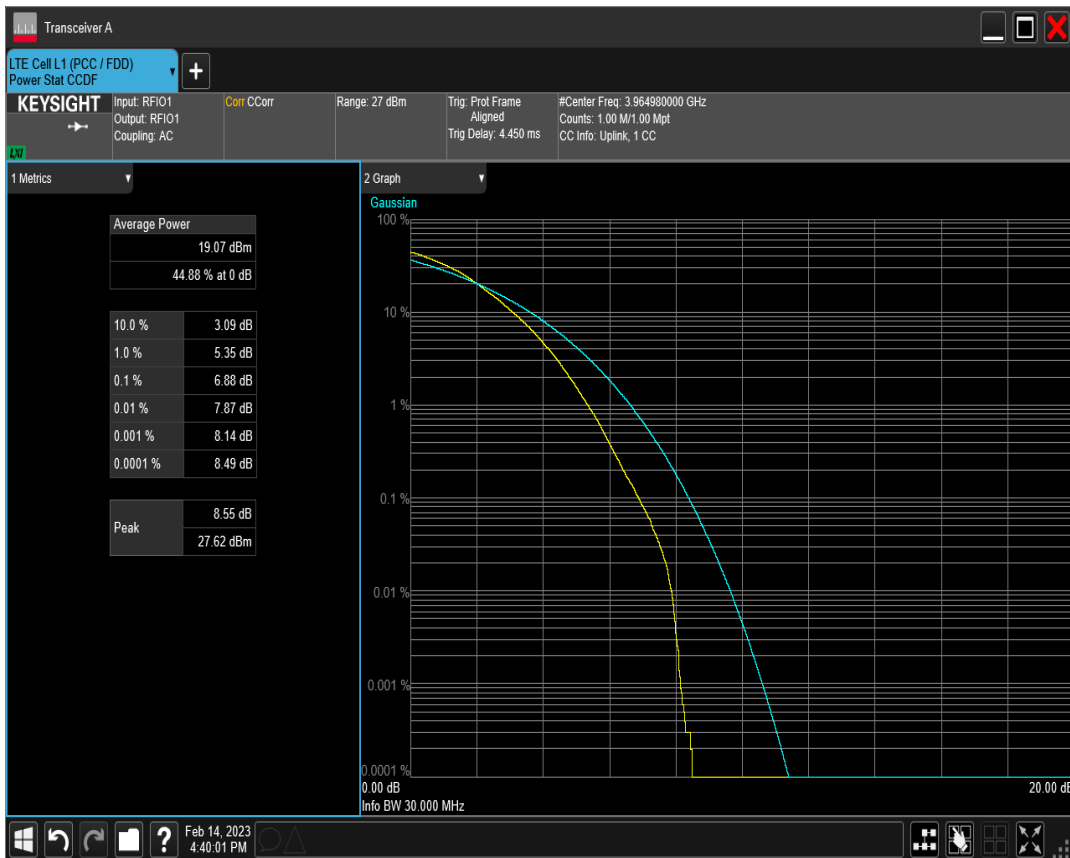 Transceiver A
LTE Cell L1 (PCC / FDD)
Power Stat CCDF
+
KEYSIGHT
LXI
Input: RFIO1
Output: RFIO1
Coupling: AC
Corr CCorr
Range: 27 dBm
Trig: Prot Frame
Aligned
Trig Delay: 4.450 ms
#Center Freq: 3.964980000 GHz
Counts: 1.00 M/1.00 Mpt
CC Info: Uplink, 1 CC
1 Metrics
Average Power
19.07 dBm
44.88 % at 0 dB
10.0 % 3.09 dB
1.0 % 5.35 dB
0.1 % 6.88 dB
0.01 % 7.87 dB
0.001 % 8.14 dB
0.0001 % 8.49 dB
Peak
8.55 dB
27.62 dBm
2 Graph
Gaussian
100 %
10 %
1 %
0.1 %
0.01 %
0.001 %
0.0001 %
0.00 dB 20.00 dB
Info BW 30.000 MHz
?
Feb 14, 2023
4:40:01 PM